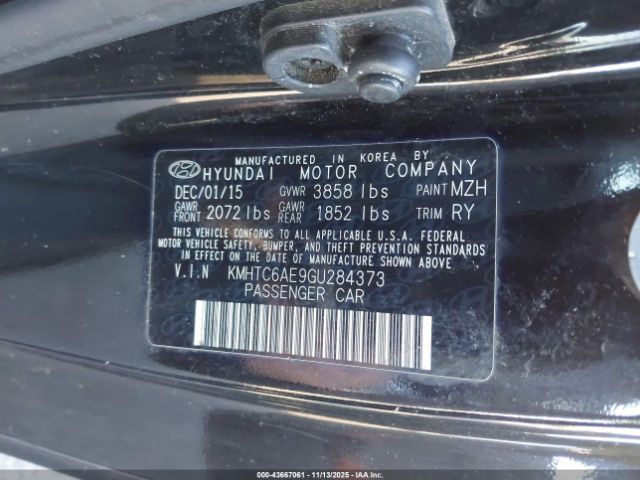 MANUFACTURED IN KOREA BY
HYUNDAI MOTOR COMPANY
DEC/01/15 GVWR 3858 lbs PAINT MZH
GAWR FRONT 2072 lbs GAWR REAR 1852 lbs TRIM RY
THIS VEHICLE CONFORMS TO ALL APPLICABLE U.S.A. FEDERAL
MOTOR VEHICLE SAFETY, BUMPER, AND THEFT PREVENTION STANDARDS
IN EFFECT ON THE DATE OF MANUFACTURE SHOWN ABOVE.
V.I.N KMHTC6AE9GU284373
PASSENGER CAR
000-43667061 - 11/13/2025 - IAAI.COM